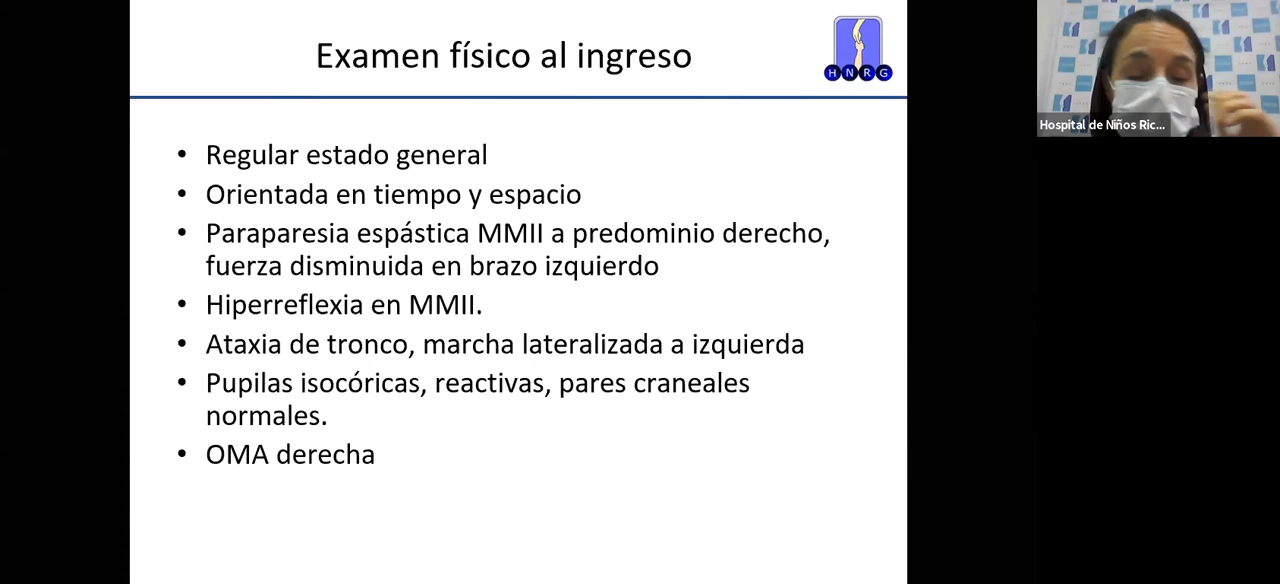 Examen físico al ingreso
H N R G
Hospital de Niños Ric...
• Regular estado general
• Orientada en tiempo y espacio
• Paraparesia espástica MMII a predominio derecho,
fuerza disminuida en brazo izquierdo
• Hiperreflexia en MMII.
• Ataxia de tronco, marcha lateralizada a izquierda
• Pupilas isocóricas, reactivas, pares craneales
normales.
• OMA derecha